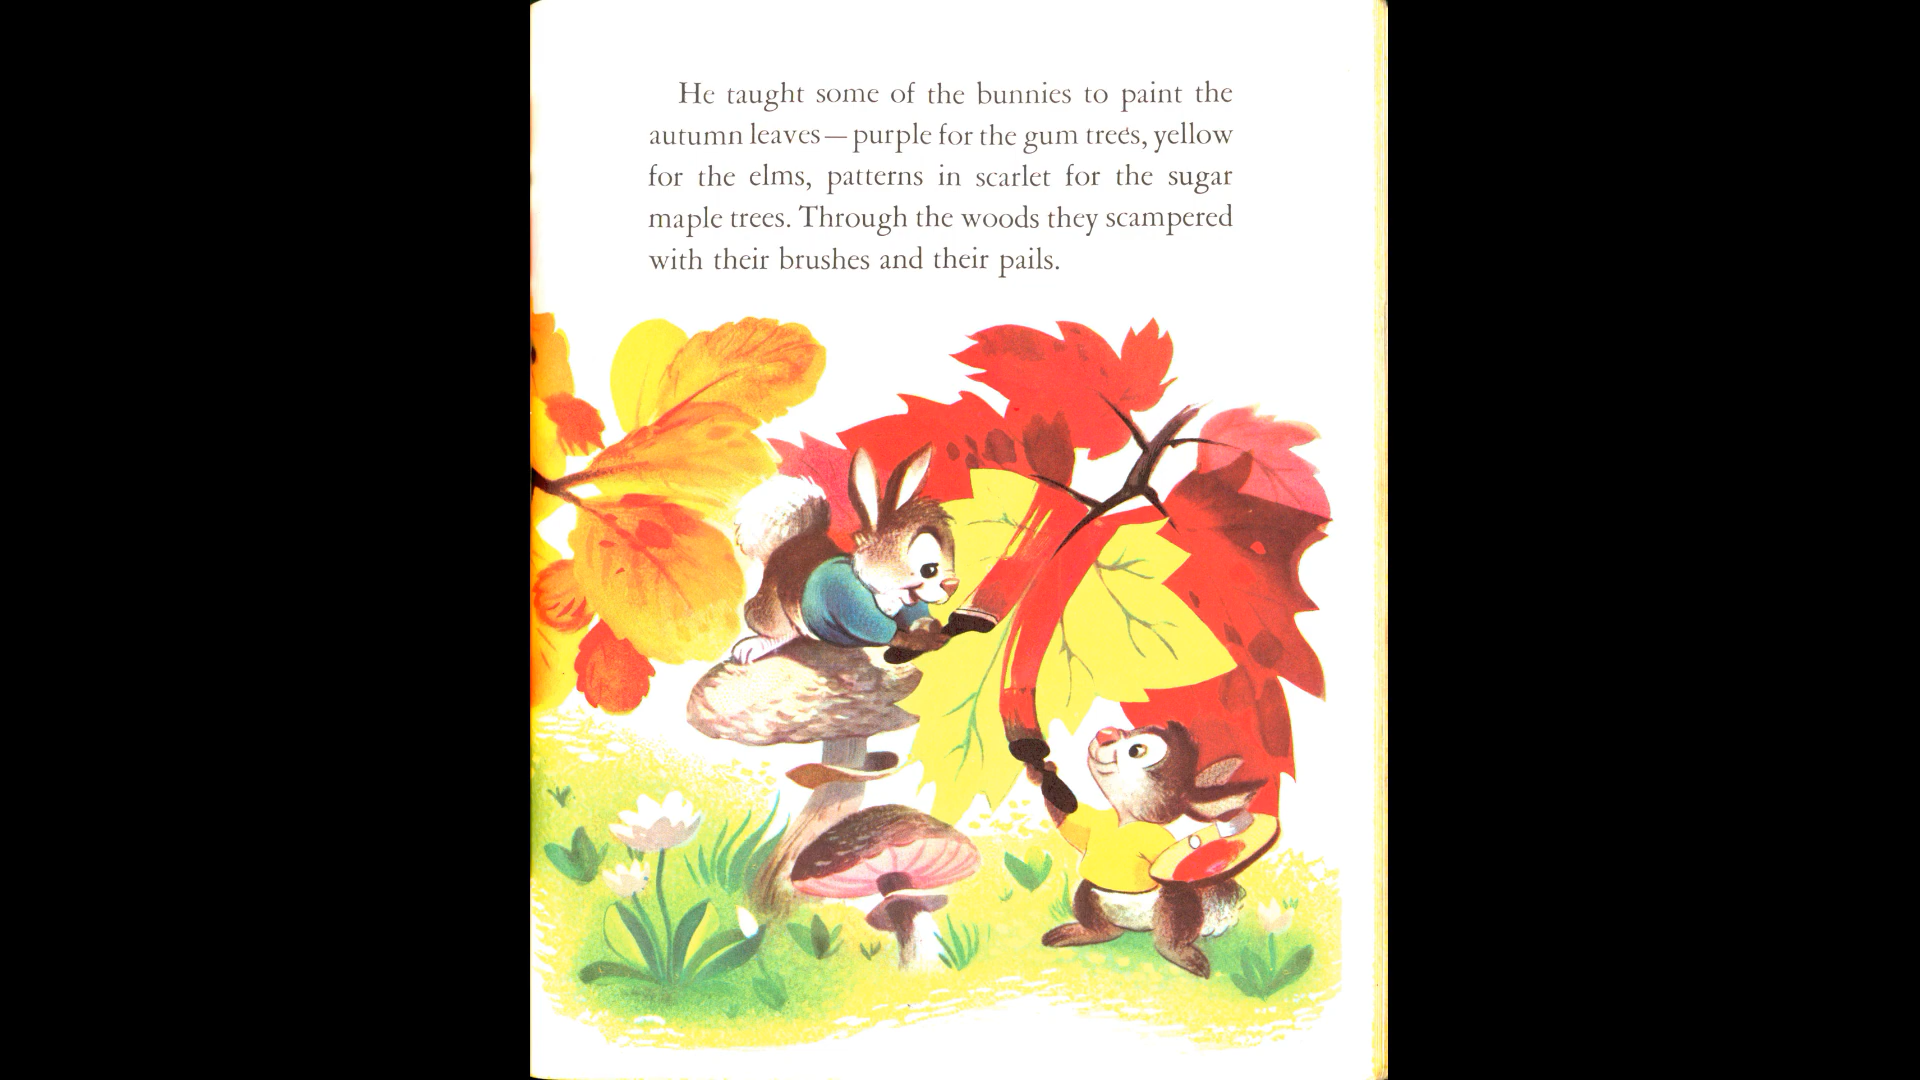 He taught some of the bunnies to paint the
autumn leaves—purple for the gum trees, yellow
for the elms, patterns in scarlet for the sugar
maple trees. Through the woods they scampered
with their brushes and their pails.